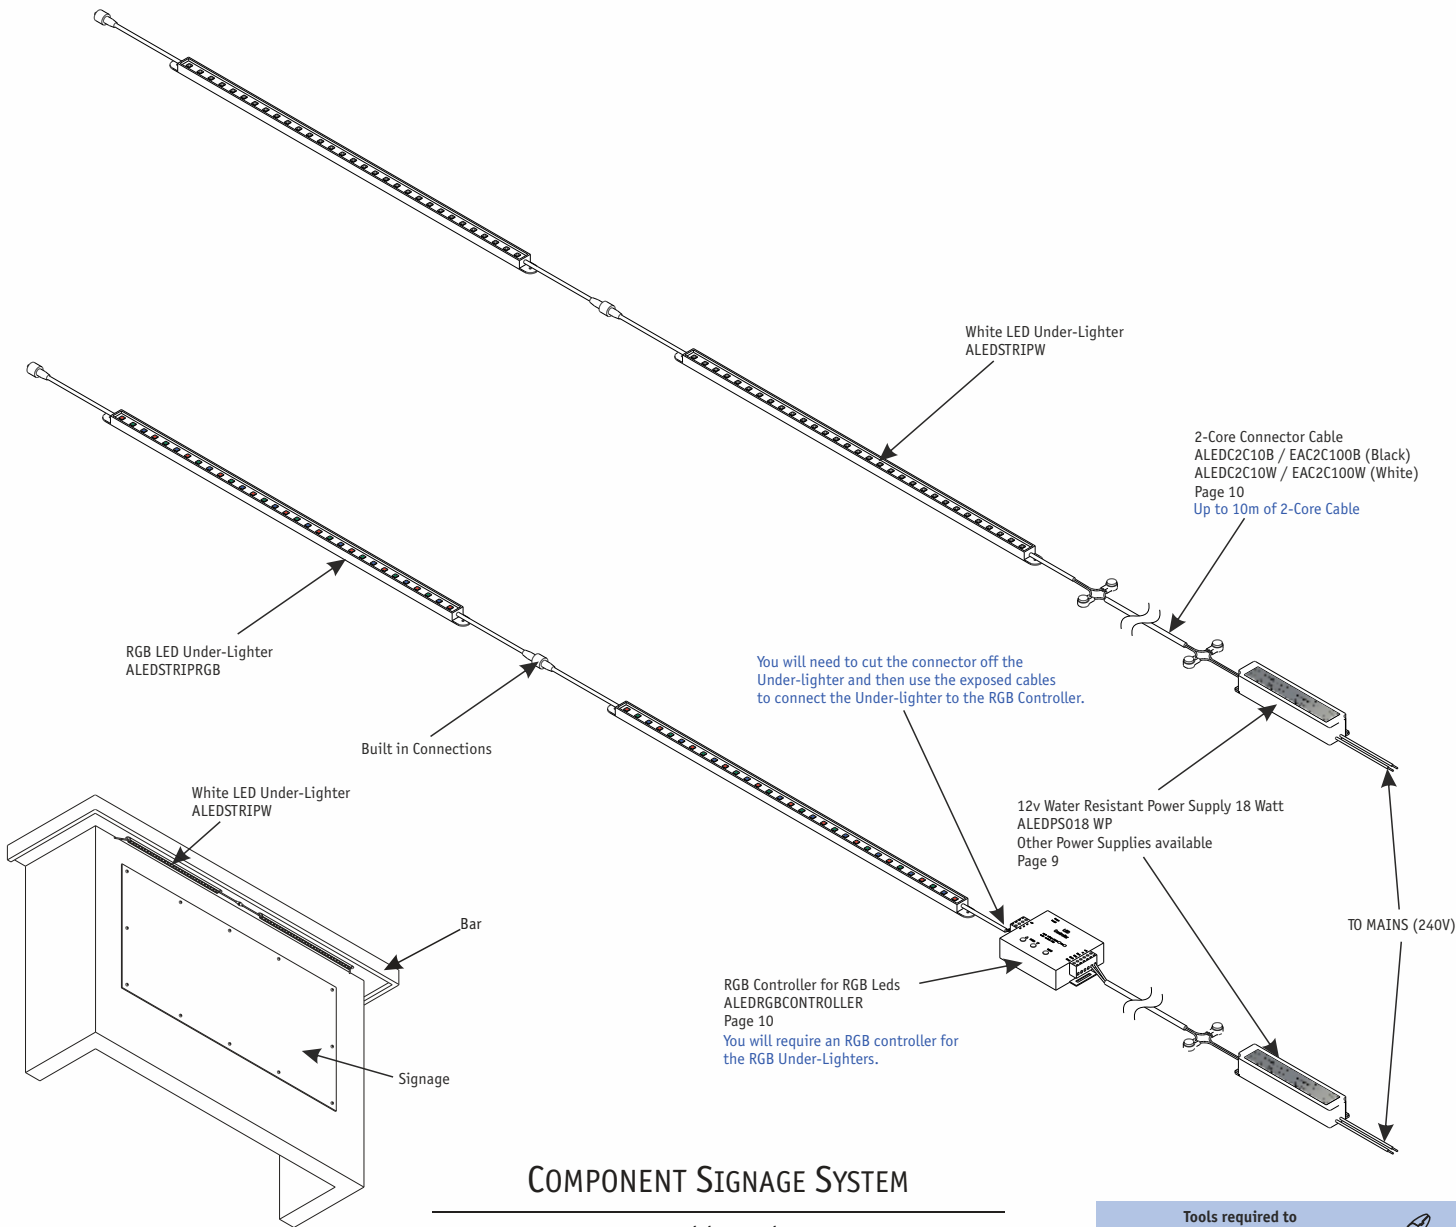 White LED Under-Lighter
ALEDSTRIPW
2-Core Connector Cable
ALEDC2C10B / EAC2C100B (Black)
ALEDC2C10W / EAC2C100W (White)
Page 10
Up to 10m of 2-Core Cable
RGB LED Under-Lighter
ALEDSTRIPRGB
You will need to cut the connector off the
Under-lighter and then use the exposed cables
to connect the Under-lighter to the RGB Controller.
Built in Connections
White LED Under-Lighter
ALEDSTRIPW
12v Water Resistant Power Supply 18 Watt
ALEDPS018 WP
Other Power Supplies available
Page 9
Bar
TO MAINS (240V)
RGB Controller for RGB Leds
ALEDRGBCONTROLLER
Page 10
You will require an RGB controller for
the RGB Under-Lighters.
Signage
COMPONENT SIGNAGE SYSTEM
Tools required to